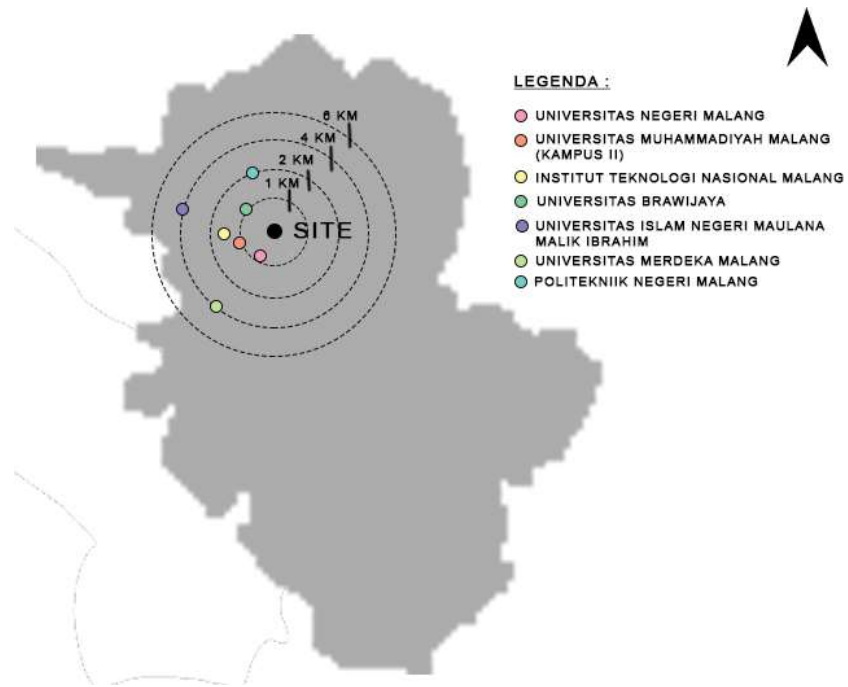 6 KM
4 KM
2 KM
1 KM
SITE
LEGENDA :
UNIVERSITAS NEGERI MALANG
UNIVERSITAS MUHAMMADIYAH MALANG
(KAMPUS II)
INSTITUT TEKNOLOGI NASIONAL MALANG
UNIVERSITAS BRAWIJAYA
UNIVERSITAS ISLAM NEGERI MAULANA
MALIK IBRAHIM
UNIVERSITAS MERDEKA MALANG
POLITEKNIIK NEGERI MALANG